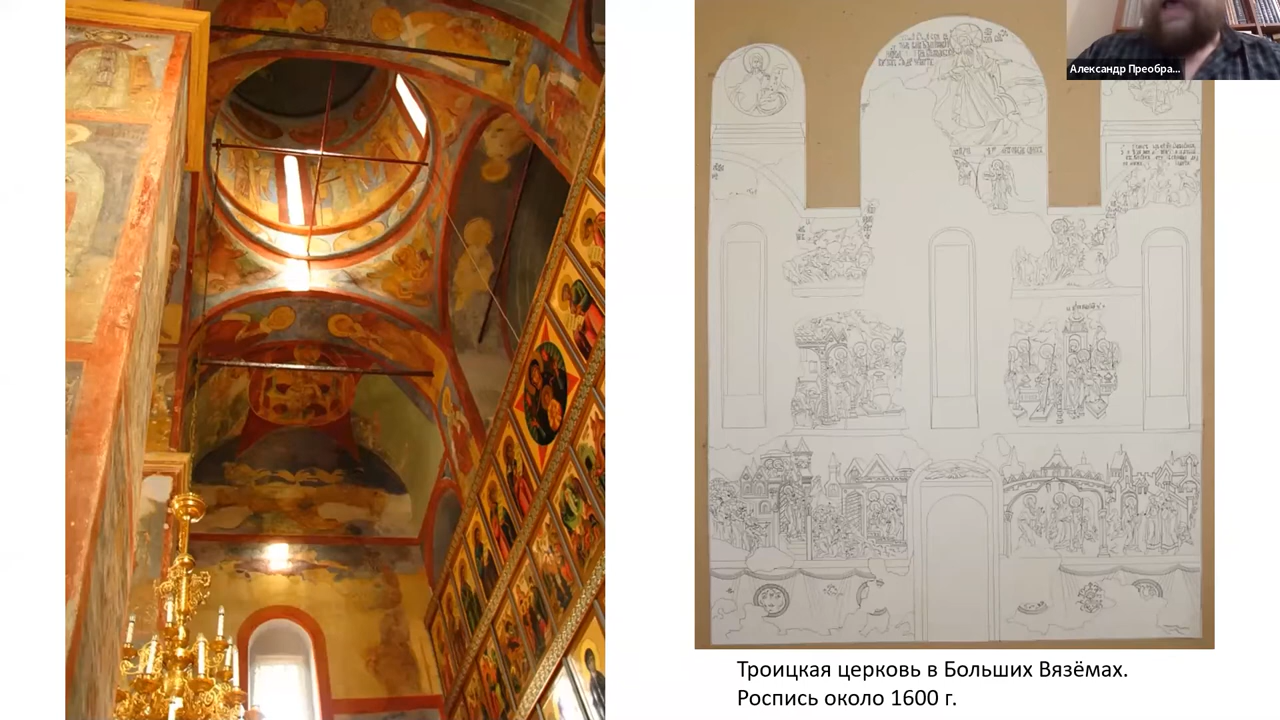 Александр Преобра...
Троицкая церковь в Больших Вязёмах.
Роспись около 1600 г.